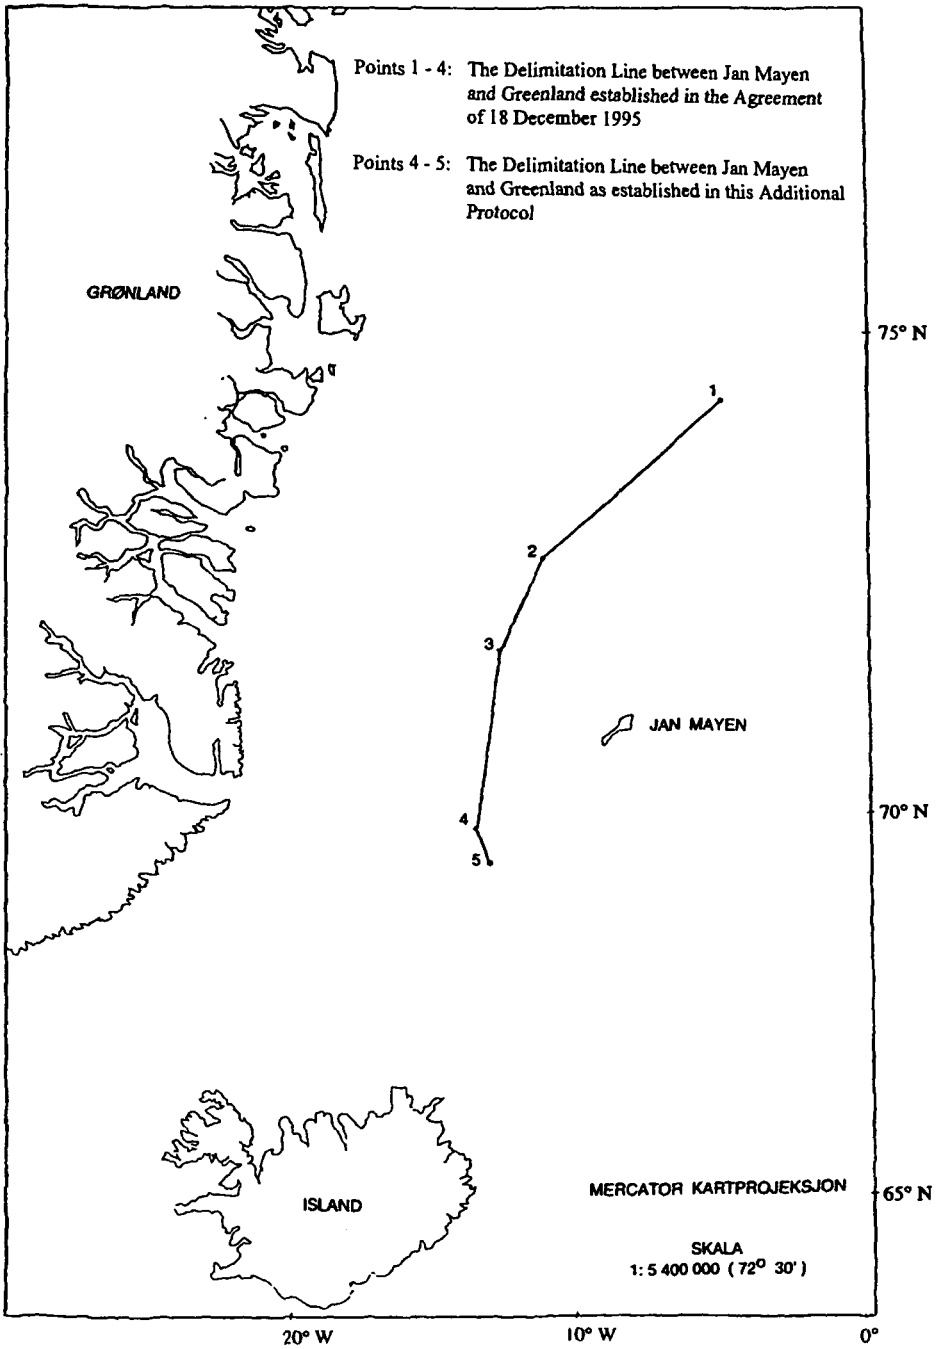 Points 1 - 4: The Delimitation Line between Jan Mayen
and Greenland established in the Agreement
of 18 December 1995
Points 4 - 5: The Delimitation Line between Jan Mayen
and Greenland as established in this Additional
Protocol
GRØNLAND
75° N
1
2
3
JAN MAYEN
70° N
4
5
MERCATOR KARTPROJEKSJON
65° N
ISLAND
SKALA
1: 5 400 000 ( 72° 30' )
20° W
10° W
0°